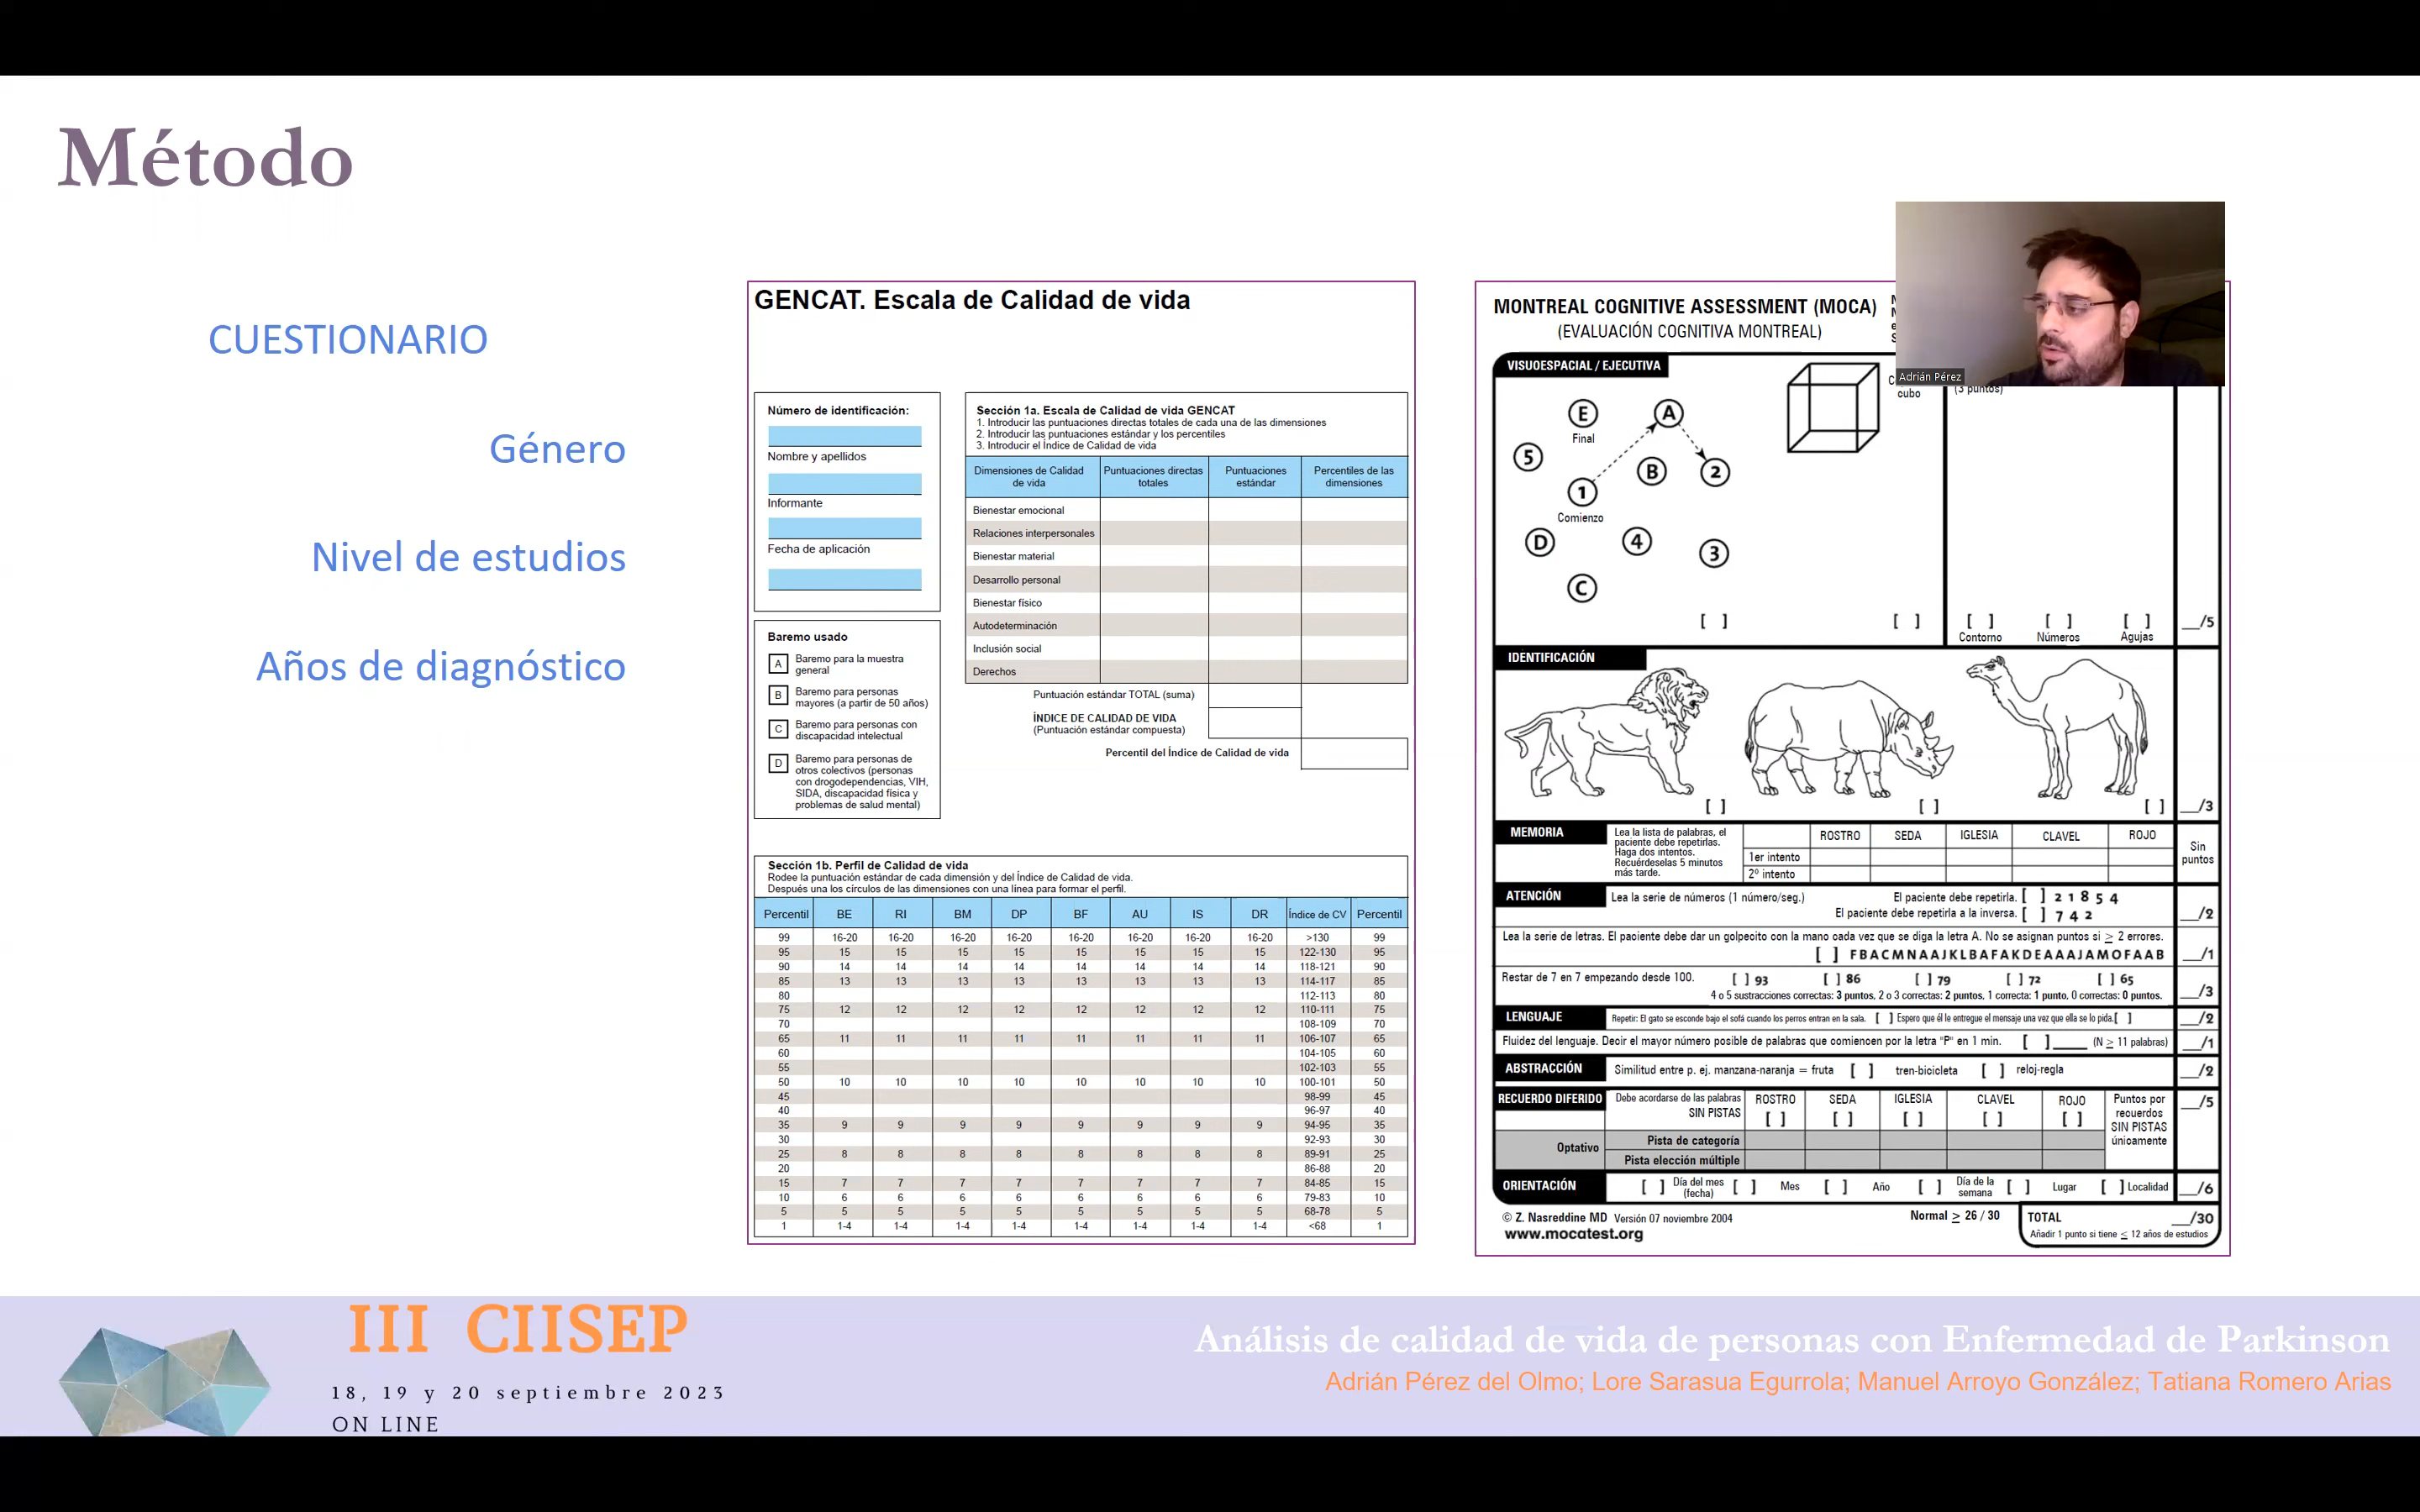 Método
CUESTIONARIO
Género
Nivel de estudios
Años de diagnóstico
GENCAT. Escala de Calidad de vida
Número de identificación:
Nombre y apellidos
Informante
Fecha de aplicación
Baremo usado
A Baremo para la muestra
general
B Baremo para personas
mayores (a partir de 50 años)
C Baremo para personas con
discapacidad intelectual
D Baremo para personas de
otros colectivos (personas
con drogodependencias, VIH,
SIDA, discapacidad física y
problemas de salud mental)
Sección 1a. Escala de Calidad de vida GENCAT
1. Introducir las puntuaciones directas totales de cada una de las dimensiones
2. Introducir las puntuaciones estándar y los percentiles
3. Introducir el Índice de Calidad de vida
Dimensiones de Calidad de vida Puntuaciones directas totales Puntuaciones estándar Percentiles de las dimensiones
Bienestar emocional
Relaciones interpersonales
Bienestar material
Desarrollo personal
Bienestar físico
Autodeterminación
Inclusión social
Derechos
Puntuación estándar TOTAL (suma)
ÍNDICE DE CALIDAD DE VIDA
(Puntuación estándar compuesta)
Percentil del Índice de Calidad de vida
Sección 1b. Perfil de Calidad de vida
Rodee la puntuación estándar de cada dimensión y del Índice de Calidad de vida.
Después una los círculos de las dimensiones con una línea para formar el perfil.
Percentil BE RI BM DP BF AU IS DR Índice de CV Percentil
99 16-20 16-20 16-20 16-20 16-20 16-20 16-20 16-20 >130 99
95 15 15 15 15 15 15 15 15 122-130 95
90 14 14 14 14 14 14 14 14 118-121 90
85 13 13 13 13 13 13 13 13 114-117 85
80 112-113 80
75 12 12 12 12 12 12 12 12 110-111 75
70 108-109 70
65 11 11 11 11 11 11 11 11 106-107 65
60 104-105 60
55 102-103 55
50 10 10 10 10 10 10 10 10 100-101 50
45 98-99 45
40 96-97 40
35 9 9 9 9 9 9 9 9 94-95 35
30 92-93 30
25 8 8 8 8 8 8 8 8 89-91 25
20 86-88 20
15 7 7 7 7 7 7 7 7 84-85 15
10 6 6 6 6 6 6 6 6 79-83 10
5 5 5 5 5 5 5 5 5 68-78 5
1 1-4 1-4 1-4 1-4 1-4 1-4 1-4 1-4 <68 1
MONTREAL COGNITIVE ASSESSMENT (MOCA)
(EVALUACIÓN COGNITIVA MONTREAL)
Adrián Pérez
VISUOESPACIAL / EJECUTIVA
cubo
(3 puntos)
E
Final
A
5
B
2
1
Comienzo
D
4
3
C
[ ] [ ] [ ] [ ] [ ] __/5
Contorno Números Agujas
IDENTIFICACIÓN
[ ] [ ] [ ] __/3
MEMORIA
Lea la lista de palabras, el
paciente debe repetirlas.
Haga dos intentos.
Recuérdeselas 5 minutos
más tarde.
ROSTRO SEDA IGLESIA CLAVEL ROJO
1er intento
2º intento
Sin
puntos
ATENCIÓN Lea la serie de números (1 número/seg.) El paciente debe repetirla. [ ] 2 1 8 5 4
El paciente debe repetirla a la inversa. [ ] 7 4 2 __/2
Lea la serie de letras. El paciente debe dar un golpecito con la mano cada vez que se diga la letra A. No se asignan puntos si ≥ 2 errores.
[ ] F B A C M N A A J K L B A F A K D E A A A J A M O F A A B __/1
Restar de 7 en 7 empezando desde 100. [ ] 93 [ ] 86 [ ] 79 [ ] 72 [ ] 65
4 o 5 sustracciones correctas: 3 puntos, 2 o 3 correctas: 2 puntos, 1 correcta: 1 punto, 0 correctas: 0 puntos. __/3
LENGUAJE Repetir: El gato se esconde bajo el sofá cuando los perros entran en la sala. [ ] Espero que él le entregue el mensaje una vez que ella se lo pida. [ ] __/2
Fluidez del lenguaje. Decir el mayor número posible de palabras que comiencen por la letra "P" en 1 min. [ ] ____ (N ≥ 11 palabras) __/1
ABSTRACCIÓN Similitud entre p. ej. manzana-naranja = fruta [ ] tren-bicicleta [ ] reloj-regla __/2
RECUERDO DIFERIDO Debe acordarse de las palabras
SIN PISTAS
ROSTRO SEDA IGLESIA CLAVEL ROJO
[ ] [ ] [ ] [ ] [ ]
Puntos por
recuerdos
SIN PISTAS
únicamente
__/5
Optativo
Pista de categoría
Pista elección múltiple
ORIENTACIÓN [ ] Día del mes (fecha) [ ] Mes [ ] Año [ ] Día de la semana [ ] Lugar [ ] Localidad __/6
© Z. Nasreddine MD Versión 07 noviembre 2004 Normal ≥ 26 / 30
www.mocatest.org
TOTAL __/30
Añadir 1 punto si tiene ≤ 12 años de estudios
III CIISEP
18, 19 y 20 septiembre 2023
ON LINE
Análisis de calidad de vida de personas con Enfermedad de Parkinson
Adrián Pérez del Olmo; Lore Sarasua Egurrola; Manuel Arroyo González; Tatiana Romero Arias